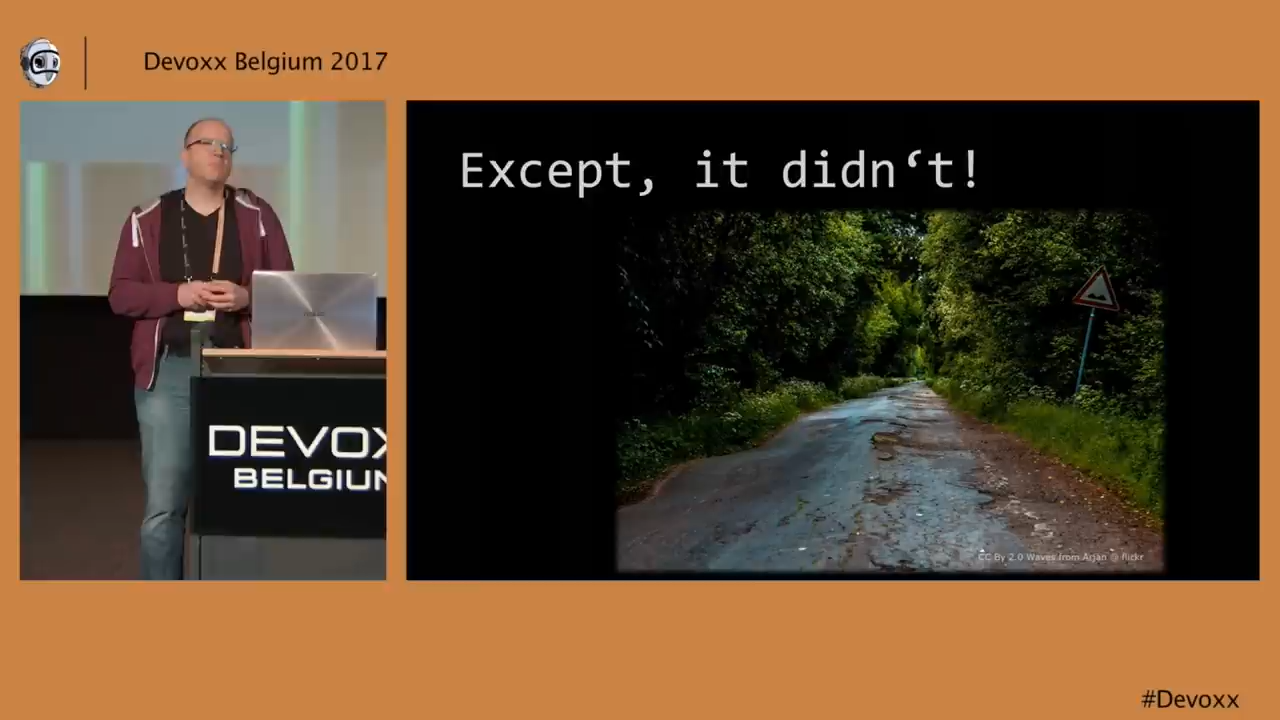 Devoxx Belgium 2017
Except, it didn‘t!
DEVOX
BELGIUM
CC By 2.0 Waves from Arjan @ flickr
#Devoxx